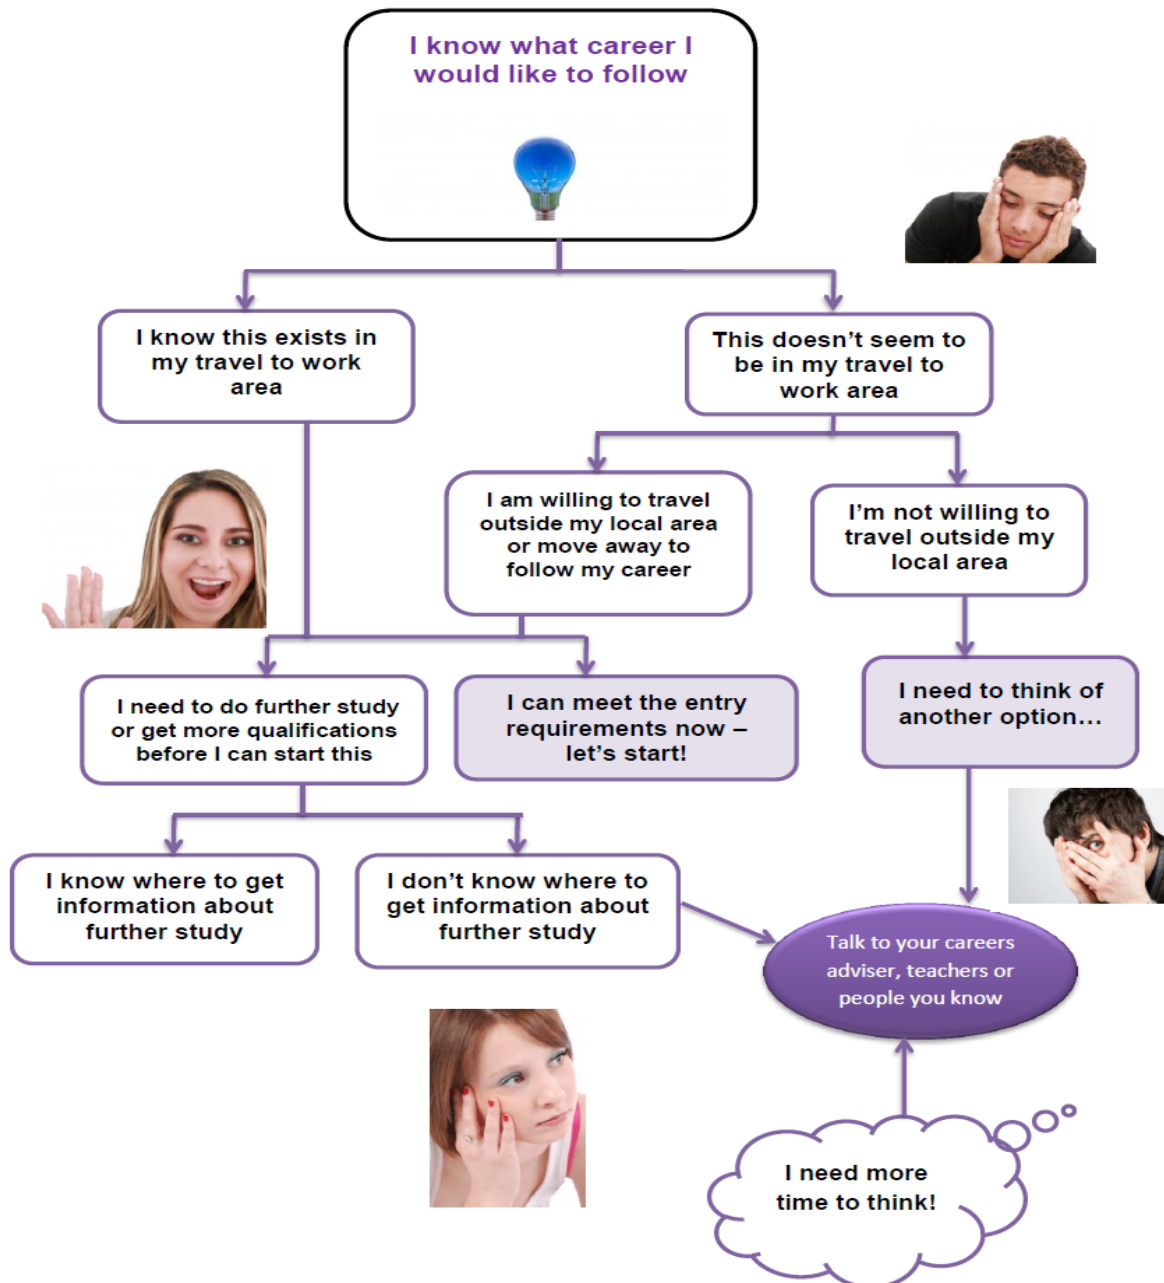 I know what career I
would like to follow
I know this exists in
my travel to work
area
This doesn’t seem to
be in my travel to
work area
I am willing to travel
outside my local area
or move away to
follow my career
I’m not willing to
travel outside my
local area
I need to do further study
or get more qualifications
before I can start this
I can meet the entry
requirements now –
let’s start!
I need to think of
another option…
I know where to get
information about
further study
I don’t know where to
get information about
further study
Talk to your careers
adviser, teachers or
people you know
I need more
time to think!